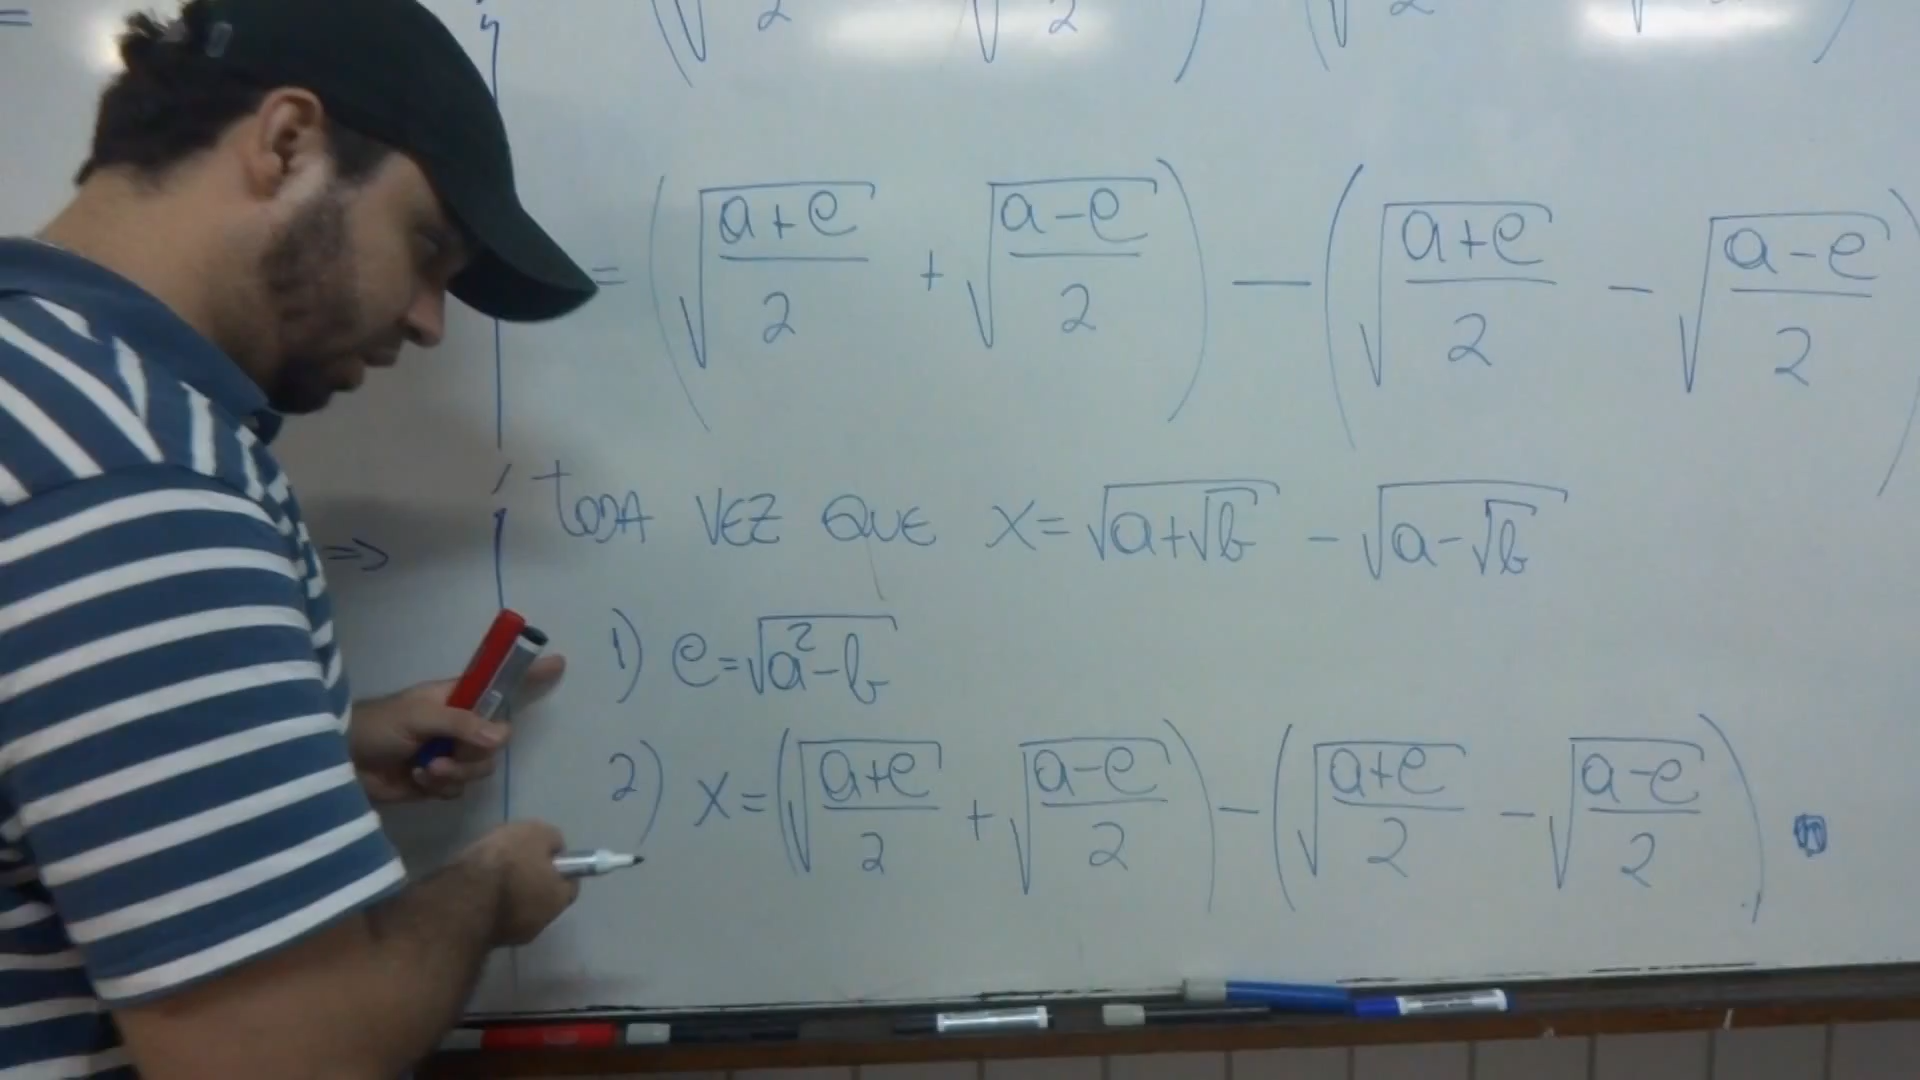 = (√(a+e)/2 + √(a-e)/2) — (√(a+e)/2 - √(a-e)/2)
TODA VEZ QUE X=√a+√b - √a-√b
⇒
1) e=√a²-b
2) X=(√(a+e)/2 + √(a-e)/2) - (√(a+e)/2 - √(a-e)/2)